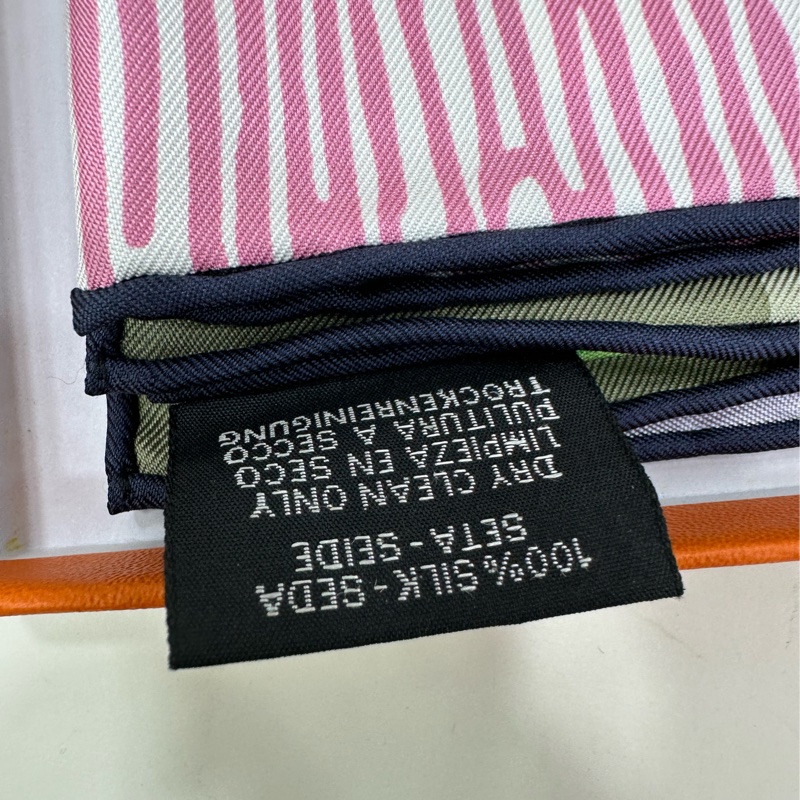 100% SILK - SEDA
SETA - SEIDE
DRY CLEAN ONLY
LIMPIEZA EN SECO
PULITURA A SECCO
TROCKENREINIGUNG